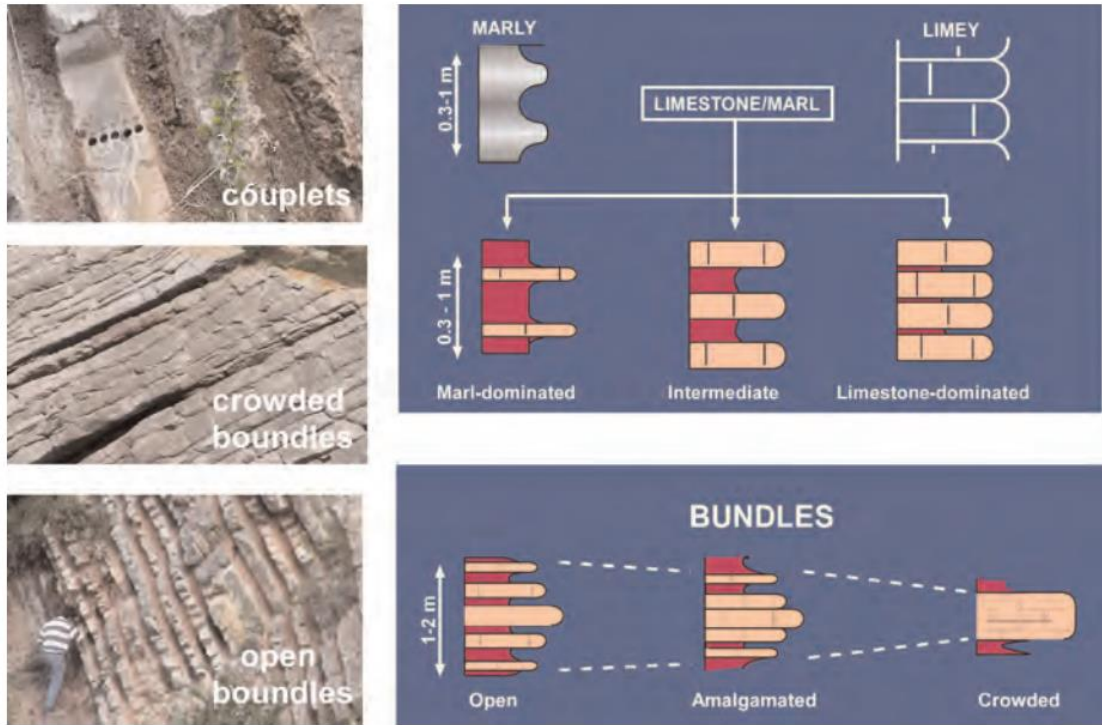 couplets
crowded
boundles
open
boundles
MARLY
LIMEY
0.3-1 m
LIMESTONE/MARL
0.3 - 1 m
Marl-dominated
Intermediate
Limestone-dominated
BUNDLES
1-2 m
Open
Amalgamated
Crowded